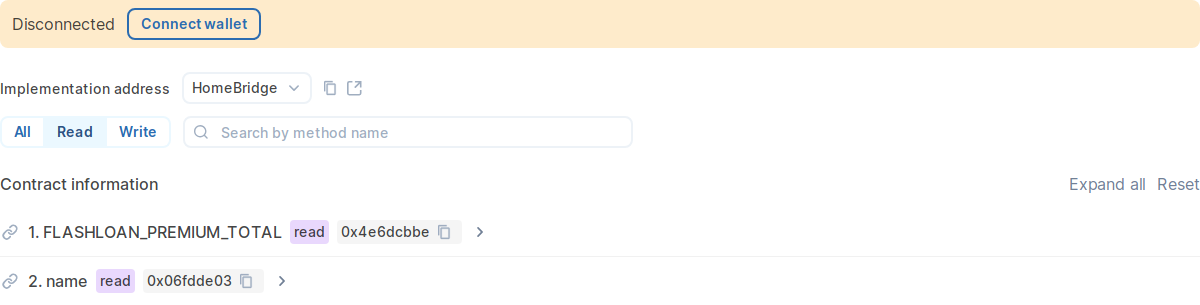 Disconnected Connect wallet
Implementation address HomeBridge
All Read Write Search by method name
Contract information Expand all Reset
1. FLASHLOAN_PREMIUM_TOTAL read 0x4e6dcbbe
2. name read 0x06fdde03